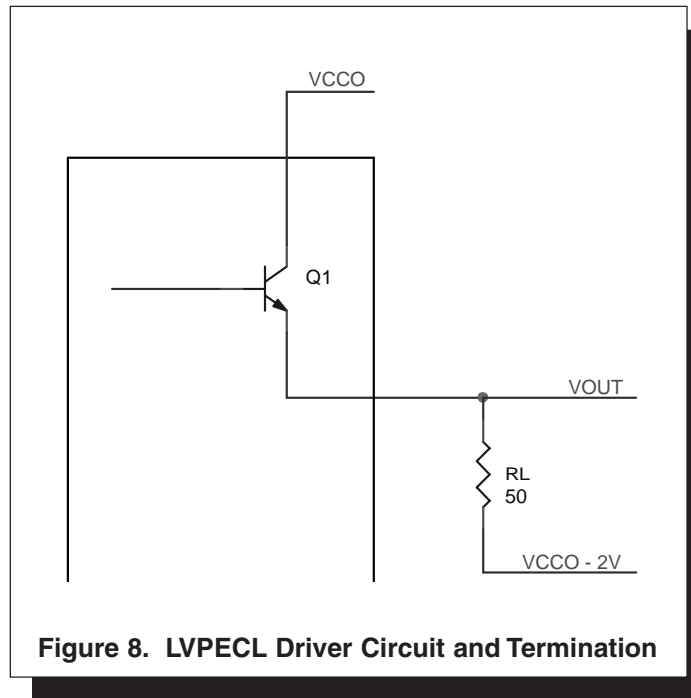 VCCO
Q1
VOUT
RL
50
VCCO - 2V
Figure 8. LVPECL Driver Circuit and Termination